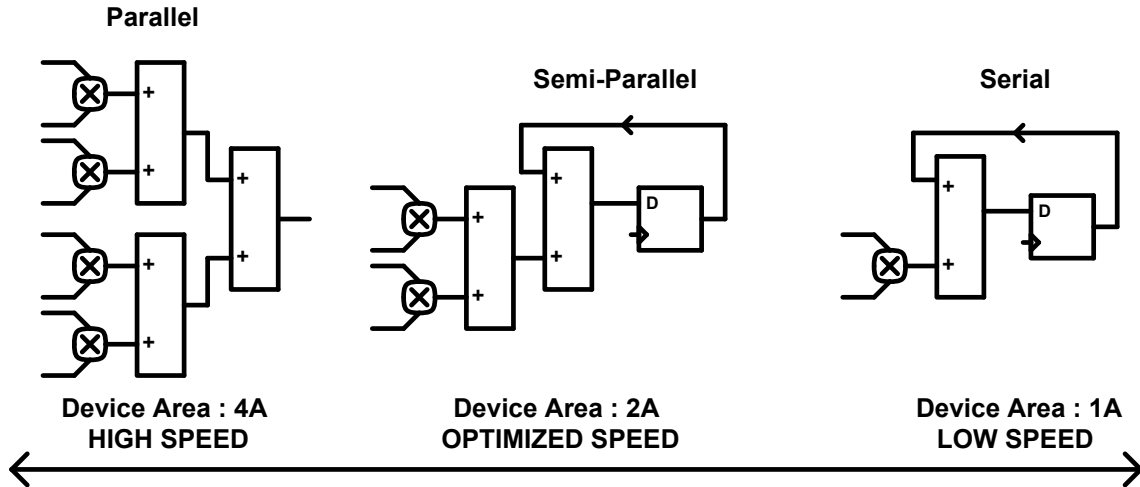 Parallel
+
+
+
+
+
+
Device Area : 4A
HIGH SPEED
Semi-Parallel
+
+
+
+
D
Device Area : 2A
OPTIMIZED SPEED
Serial
+
+
D
Device Area : 1A
LOW SPEED